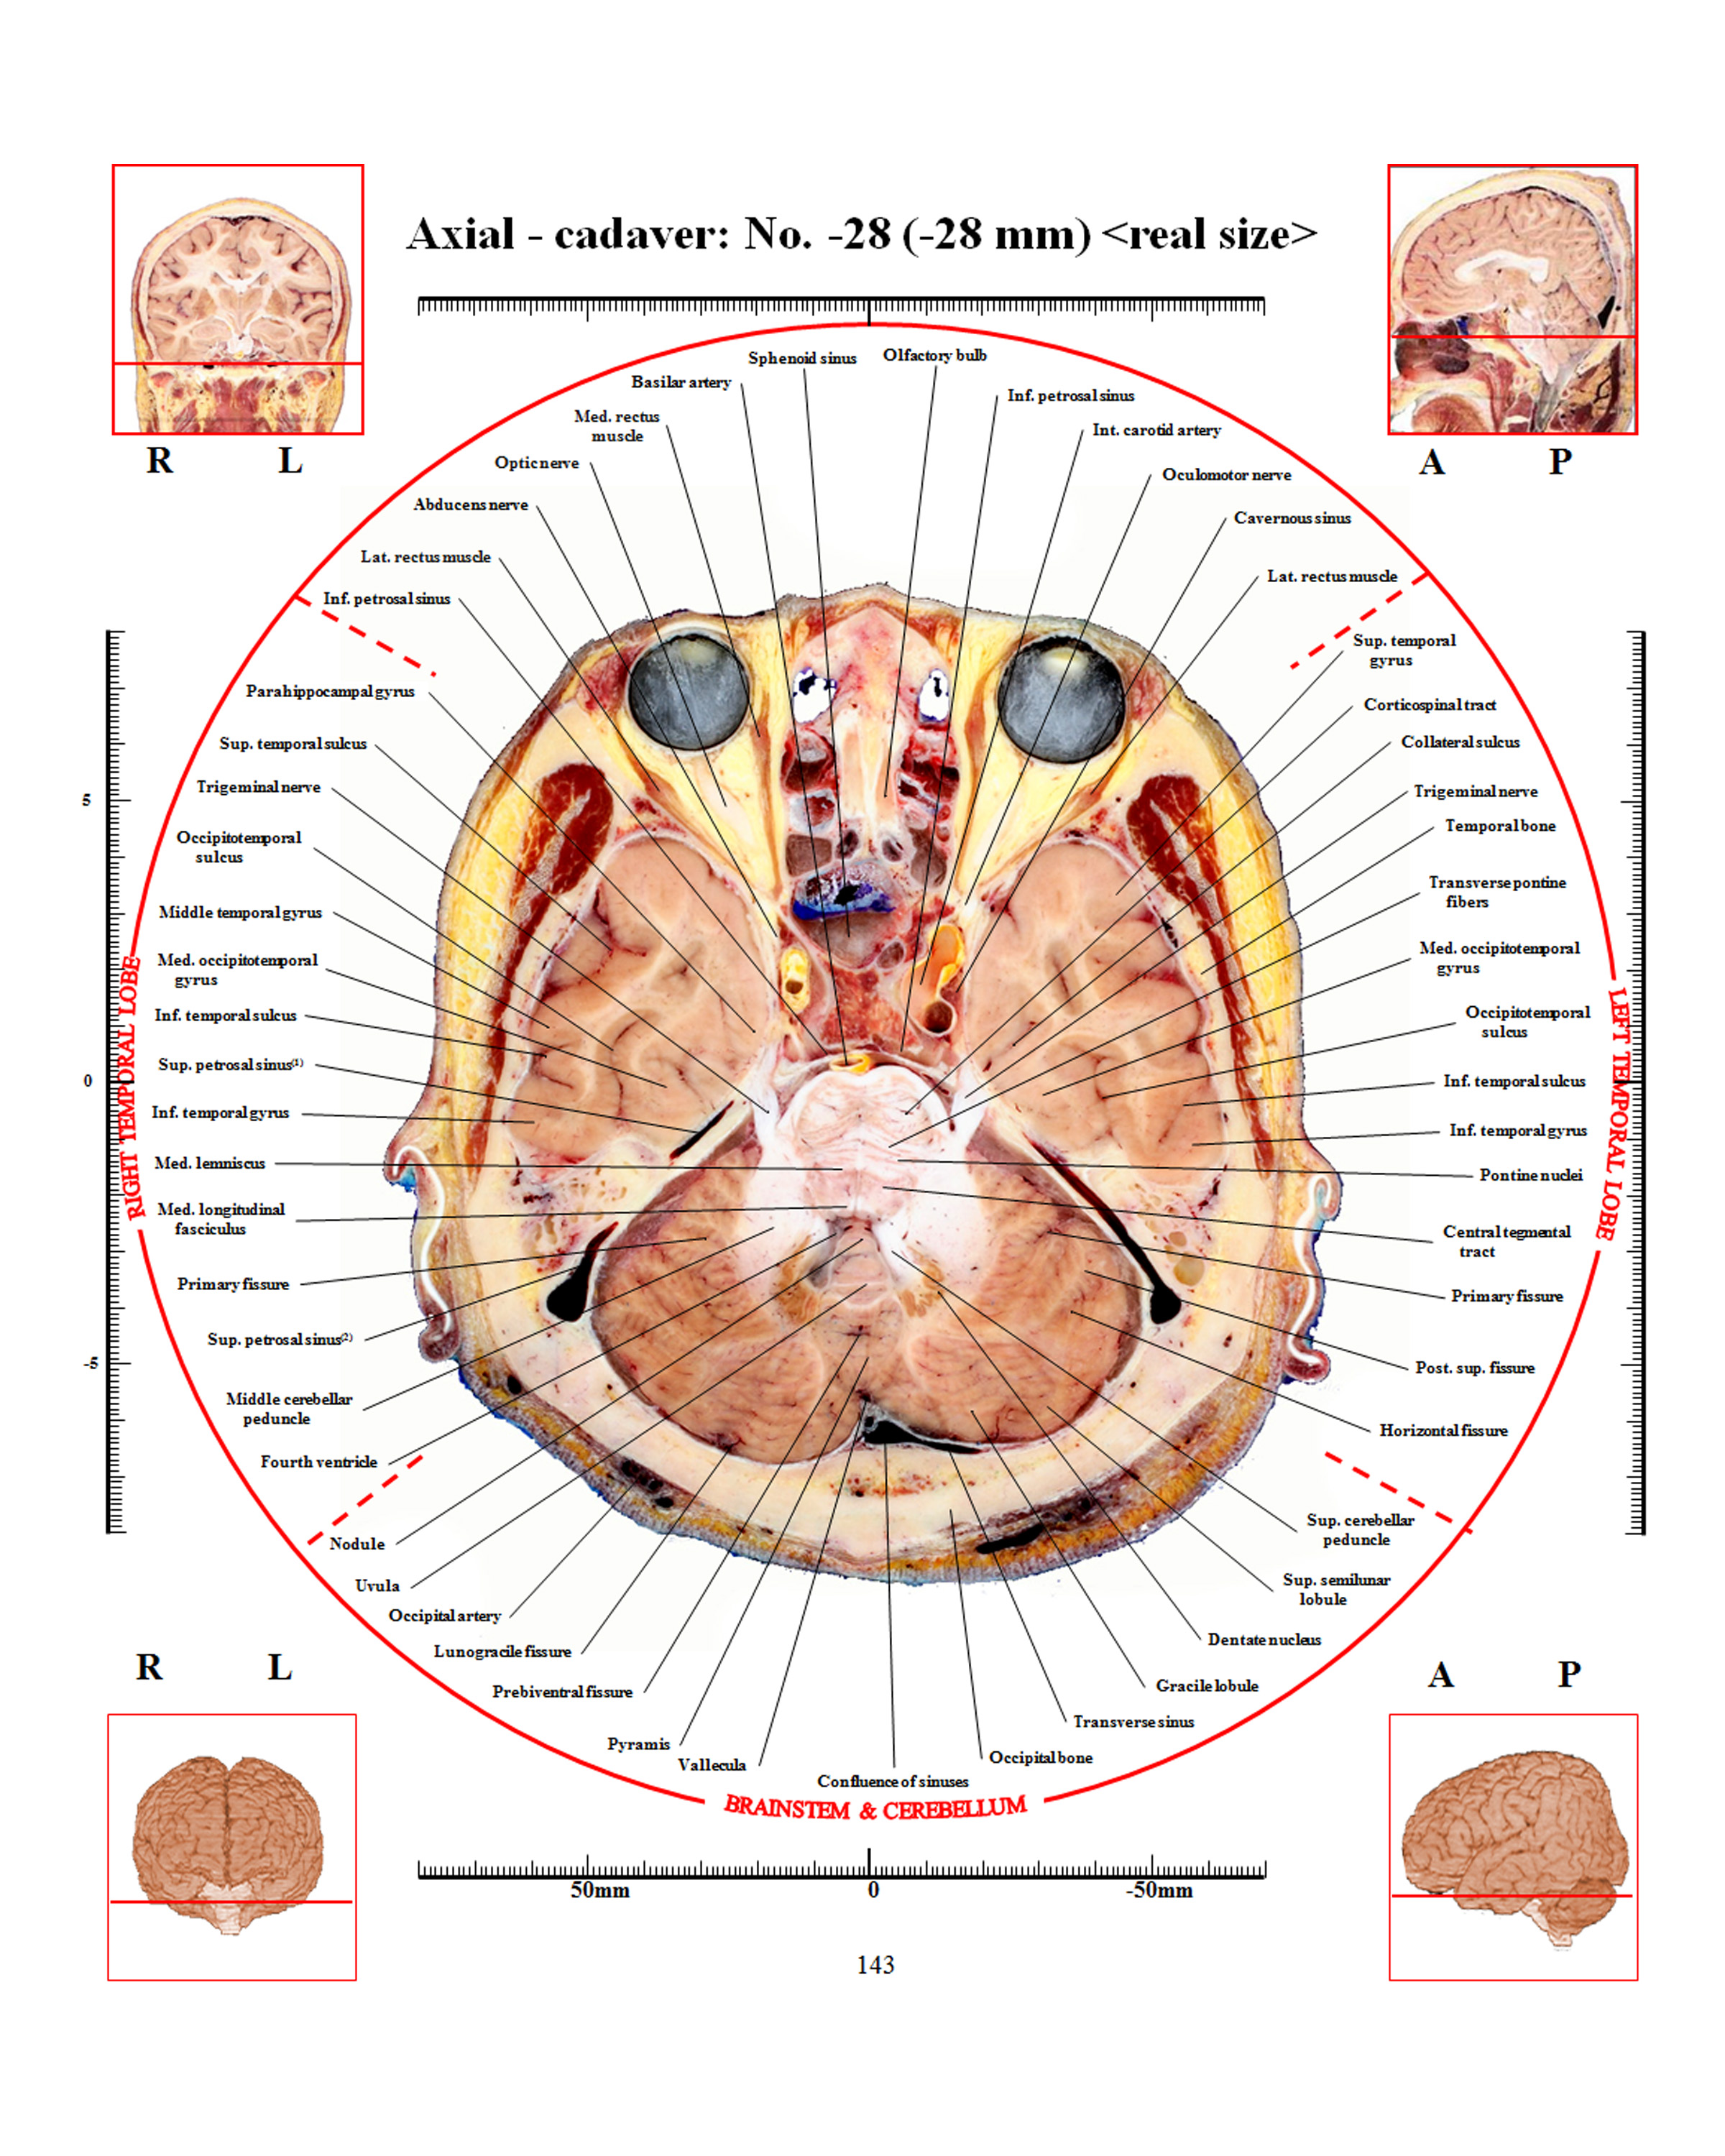 Axial - cadaver: No. -28 (-28 mm) <real size>
R L
A P
Sphenoid sinus
Olfactory bulb
Basilar artery
Inf. petrosal sinus
Med. rectus
muscle
Int. carotid artery
Optic nerve
Oculomotor nerve
Abducens nerve
Cavernous sinus
Lat. rectus muscle
Lat. rectus muscle
Inf. petrosal sinus
Sup. temporal
gyrus
Parahippocampal gyrus
Corticospinal tract
Sup. temporal sulcus
Collateral sulcus
Trigeminal nerve
Trigeminal nerve
5
Temporal bone
Occipitotemporal
sulcus
Transverse pontine
fibers
Middle temporal gyrus
Med. occipitotemporal
gyrus
Med. occipitotemporal
gyrus
RIGHT TEMPORAL LOBE
LEFT TEMPORAL LOBE
Inf. temporal sulcus
Occipitotemporal
sulcus
Sup. petrosal sinus(1)
0
Inf. temporal sulcus
Inf. temporal gyrus
Inf. temporal gyrus
Med. lemniscus
Pontine nuclei
Med. longitudinal
fasciculus
Central tegmental
tract
Primary fissure
Primary fissure
Sup. petrosal sinus(2)
-5
Post. sup. fissure
Middle cerebellar
peduncle
Horizontal fissure
Fourth ventricle
Sup. cerebellar
peduncle
Nodule
Uvula
Sup. semilunar
lobule
Occipital artery
Dentate nucleus
Lunogracile fissure
Gracile lobule
Prebiventral fissure
Transverse sinus
Pyramis
Occipital bone
Vallecula
Confluence of sinuses
BRAINSTEM & CEREBELLUM
R L
A P
50mm 0 -50mm
143